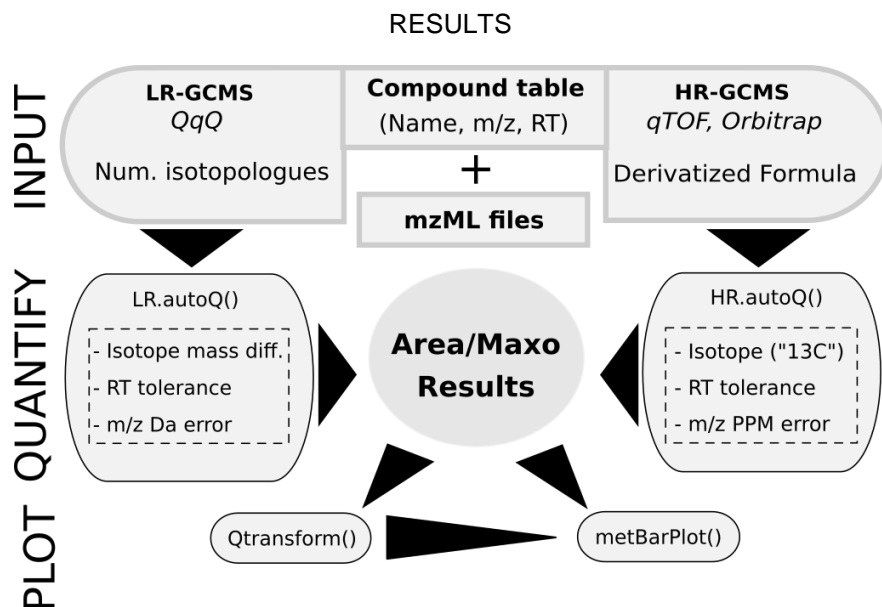 RESULTS
INPUT
LR-GCMS
QqQ
Num. isotopologues
Compound table
(Name, m/z, RT)
+
mzML files
HR-GCMS
qTOF, Orbitrap
Derivatized Formula
QUANTIFY
LR.autoQ()
- Isotope mass diff.
- RT tolerance
- m/z Da error
Area/Maxo
Results
HR.autoQ()
- Isotope ("13C")
- RT tolerance
- m/z PPM error
PLOT
Qtransform()
metBarPlot()